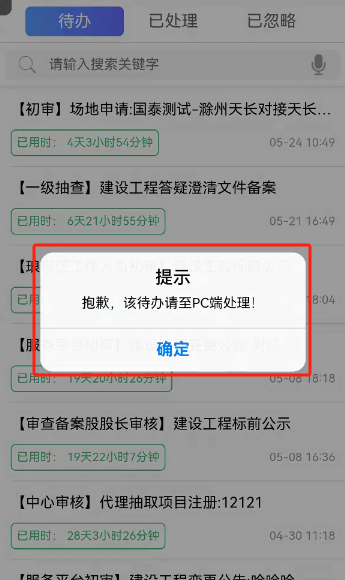 待办 已处理 已忽略
请输入搜索关键字
【初审】场地申请:国泰测试-滁州天长对接天长...
已用时： 4天3小时54分钟 05-24 10:49
【一级抽查】建设工程答疑澄清文件备案
已用时： 6天21小时55分钟 05-21 16:49
提示
抱歉，该待办请至PC端处理！
18:04
确定
已用时： 19天20小时26分钟 05-08 18:18
【审查备案股股长审核】建设工程标前公示
已用时： 19天22小时7分钟 05-08 16:36
【中心审核】代理抽取项目注册:12121
已用时： 28天3小时26分钟 04-30 11:18
【服务平台初审】建设工程变更公告:哈哈哈